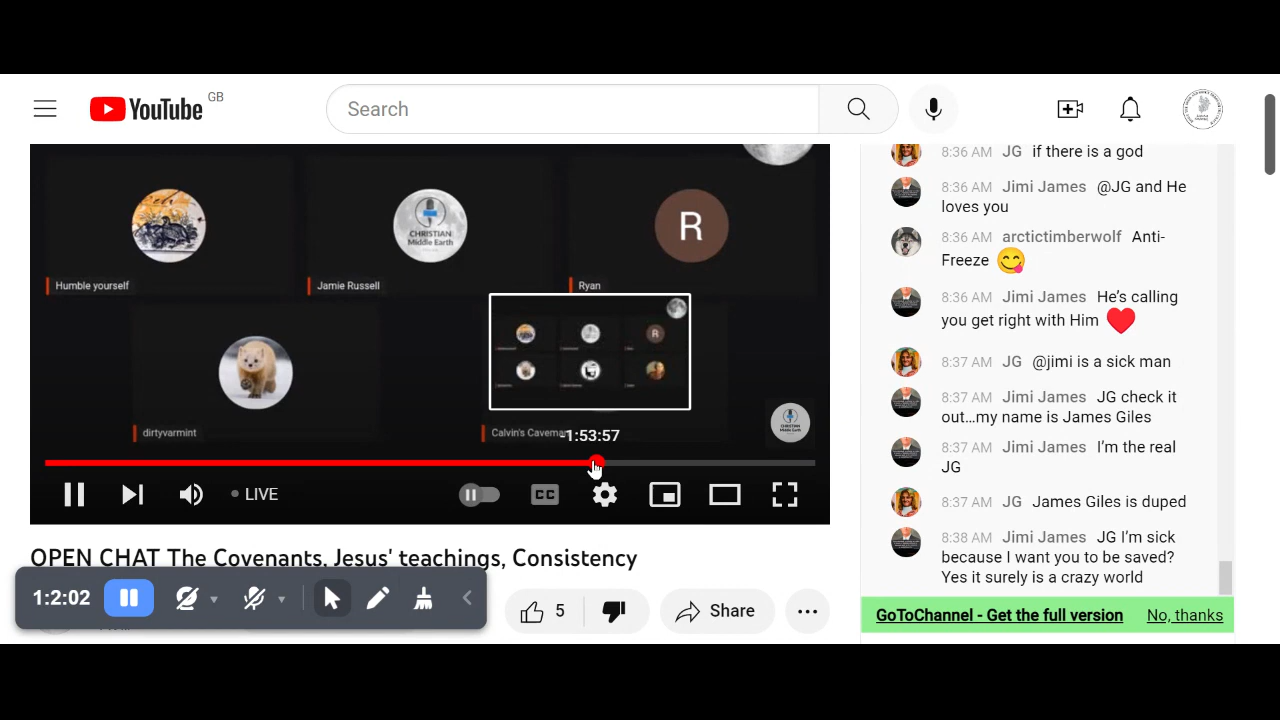 YouTube GB
Search
Humble yourself
CHRISTIAN
Middle Earth
Jamie Russell
R
Ryan
R
dirtyvarmint
Calvin's Caveman
-1:53:57
LIVE
CC
OPEN CHAT The Covenants, Jesus' teachings, Consistency
1:2:02
5
Share
8:36 AM JG if there is a god
8:36 AM Jimi James @JG and He
loves you
8:36 AM arctictimberwolf Anti-
Freeze
8:36 AM Jimi James He's calling
you get right with Him
8:37 AM JG @jimi is a sick man
8:37 AM Jimi James JG check it
out...my name is James Giles
8:37 AM Jimi James I'm the real
JG
8:37 AM JG James Giles is duped
8:38 AM Jimi James JG I'm sick
because I want you to be saved?
Yes it surely is a crazy world
GoToChannel - Get the full version No, thanks